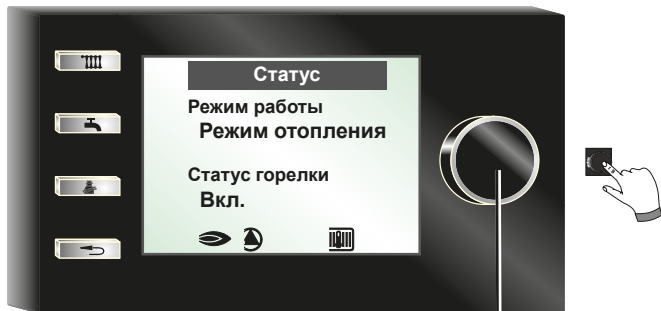 Статус
Режим работы
Режим отопления
Статус горелки
Вкл.